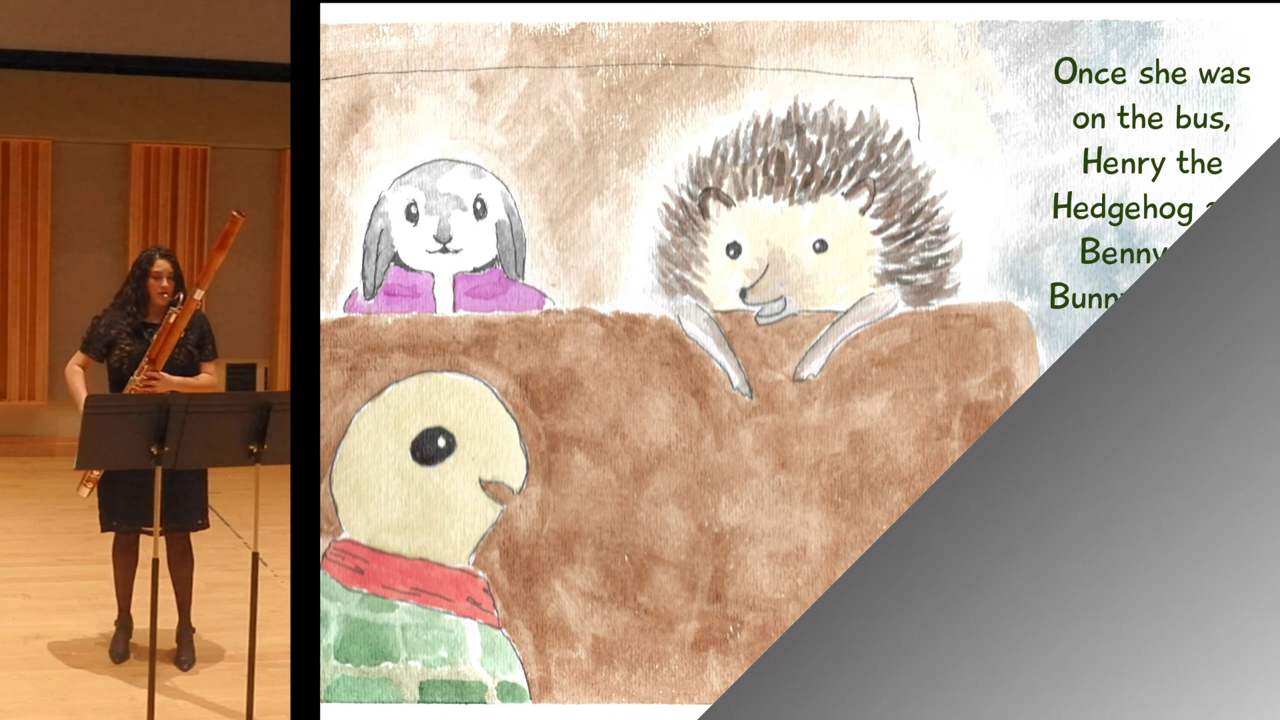 Once she was
on the bus,
Henry the
Hedgehog
Benny